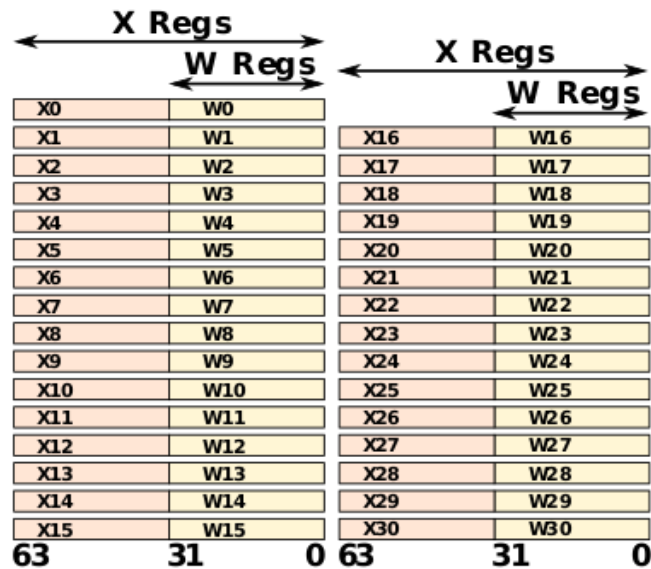 X Regs
W Regs
X0 W0
X1 W1
X2 W2
X3 W3
X4 W4
X5 W5
X6 W6
X7 W7
X8 W8
X9 W9
X10 W10
X11 W11
X12 W12
X13 W13
X14 W14
X15 W15
63 31 0
X Regs
W Regs
X16 W16
X17 W17
X18 W18
X19 W19
X20 W20
X21 W21
X22 W22
X23 W23
X24 W24
X25 W25
X26 W26
X27 W27
X28 W28
X29 W29
X30 W30
63 31 0